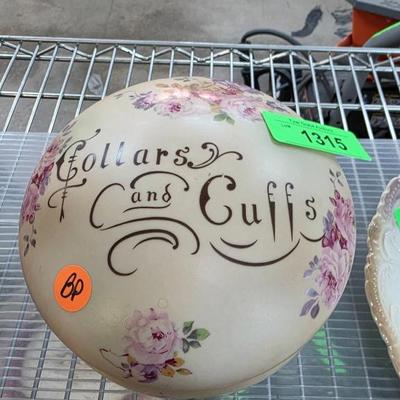 Collars
and Cuffs
1315
BP